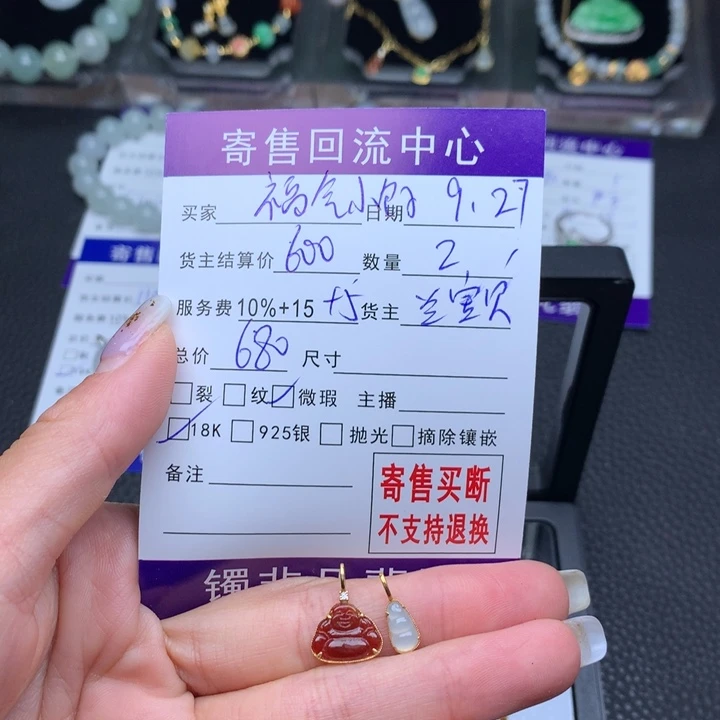 寄售回流中心
买家 福气小 日期 9.27
货主结算价 600 数量 2
服务费 10%+15 +5 货主 兰宝贝
总价 680 尺寸
裂 纹 微瑕 主播
18K 925银 抛光 摘除镶嵌
备注
寄售买断
不支持退换